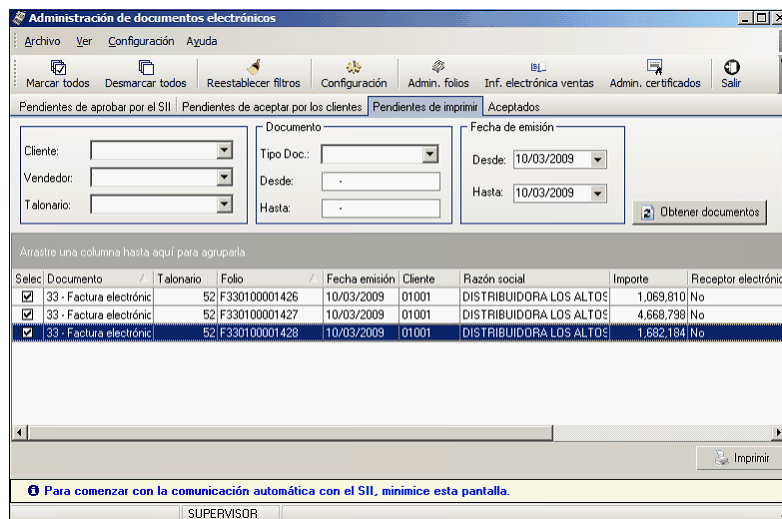 Administración de documentos electrónicos
Archivo Ver Configuración Ayuda
Marcar todos Desmarcar todos Reestablecer filtros Configuración Admin. folios Inf. electrónica ventas Admin. certificados Salir
Pendientes de aprobar por el SII Pendientes de aceptar por los clientes Pendientes de imprimir Aceptados
Documento Fecha de emisión
Cliente: Tipo Doc.: Desde: 10/03/2009
Vendedor: Desde: - Hasta: 10/03/2009
Talonario: Hasta: - Obtener documentos
Arrastre una columna hasta aquí para agruparla
Selec Documento Talonario Folio Fecha emisión Cliente Razón social Importe Receptor electrónic
33 - Factura electrónic 52 F330100001426 10/03/2009 01001 DISTRIBUIDORA LOS ALTOS 1,069,810 No
33 - Factura electrónic 52 F330100001427 10/03/2009 01001 DISTRIBUIDORA LOS ALTOS 4,668,798 No
33 - Factura electrónic 52 F330100001428 10/03/2009 01001 DISTRIBUIDORA LOS ALTOS 1,682,184 No
Imprimir
Para comenzar con la comunicación automática con el SII, minimice esta pantalla.
SUPERVISOR